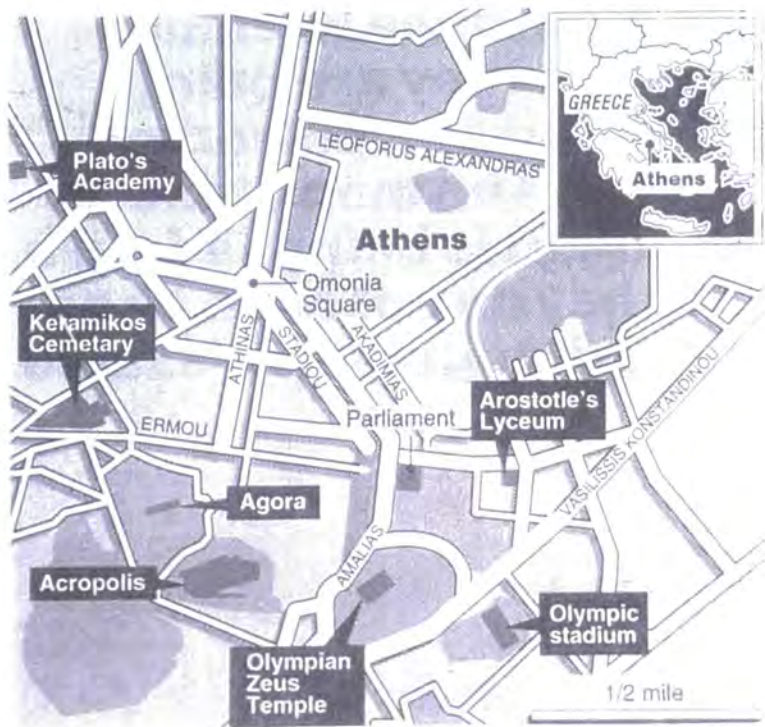 GREECE
Athens
LEOFORUS ALEXANDRAS
Plato's
Academy
Athens
Omonia
Square
Keramikos
Cemetary
ATHINAS
STADIOU
AKADIMIAS
ERMOU
Parliament
Arostotle's
Lyceum
VASILISSIS KONSTANDINOU
Agora
Acropolis
AMALIAS
Olympian
Zeus
Temple
Olympic
stadium
1/2 mile